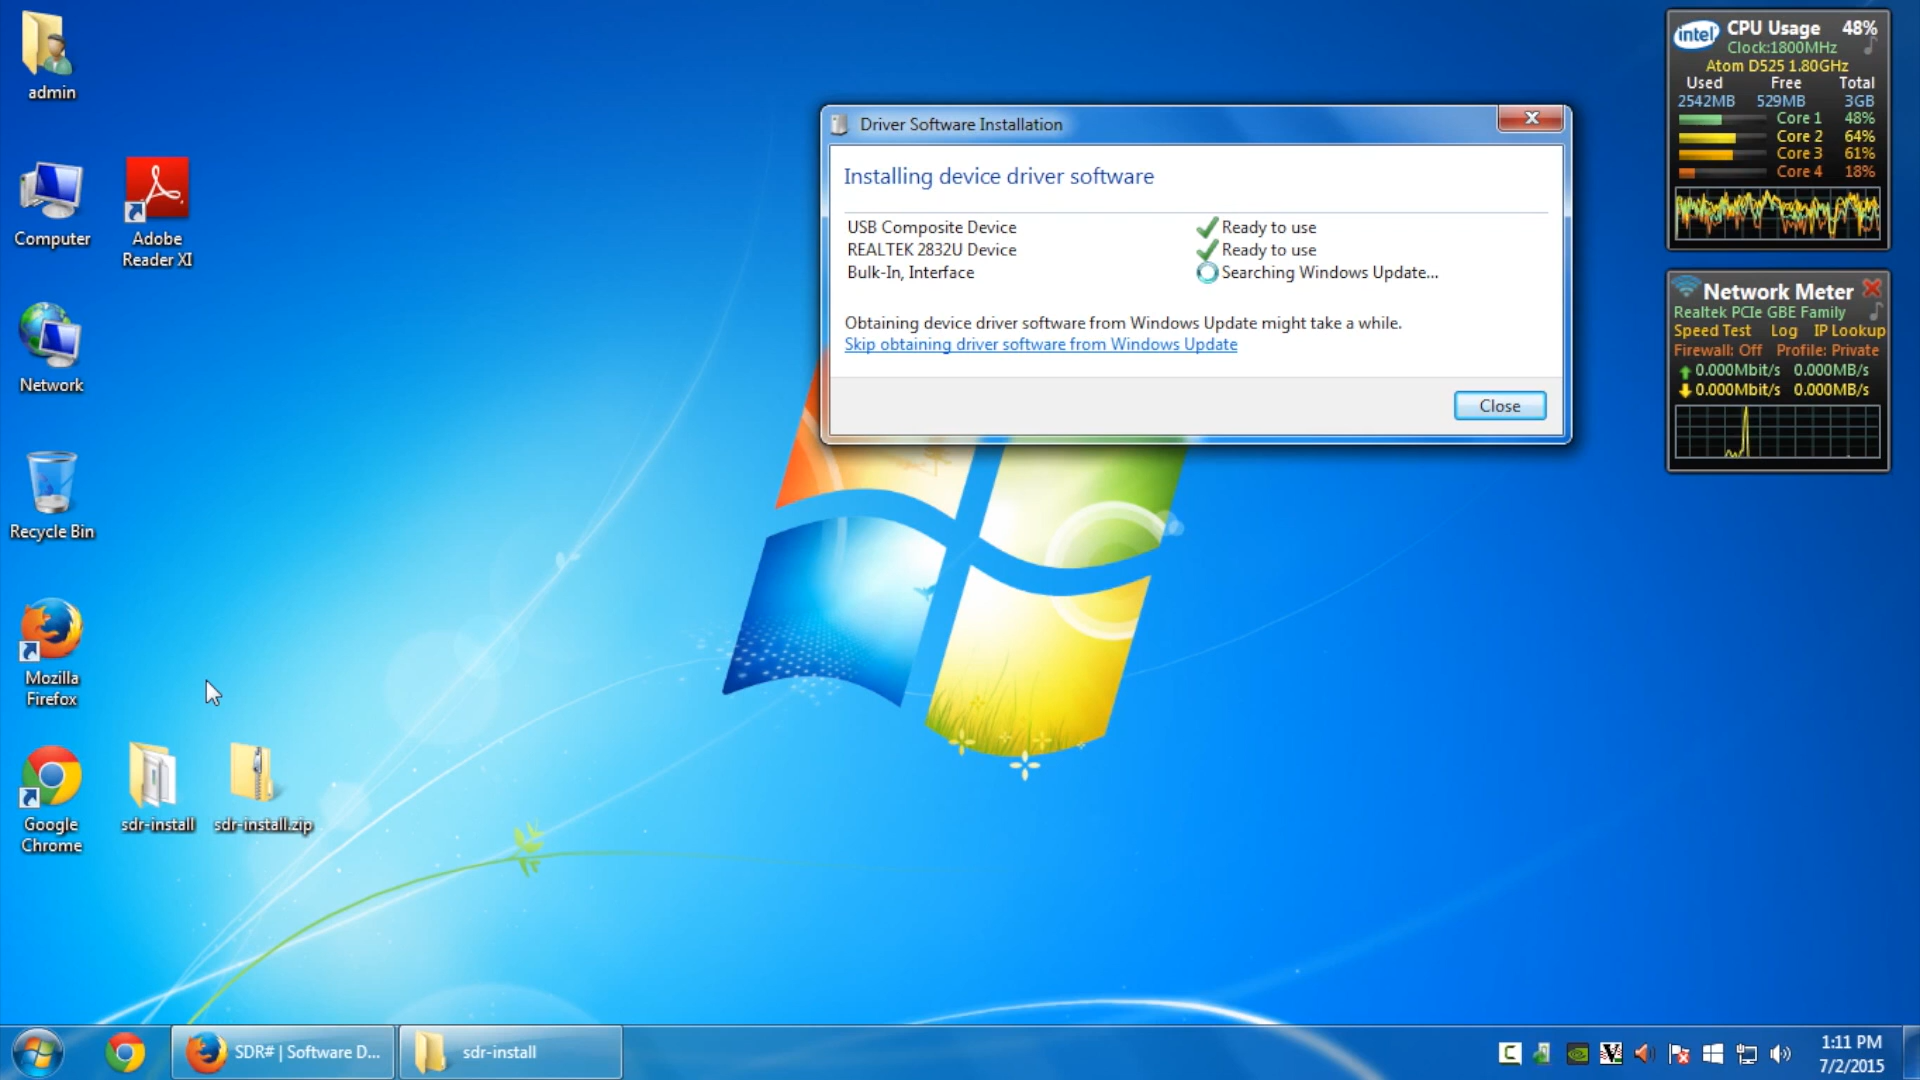 admin
Computer
Adobe
Reader XI
Network
Recycle Bin
Mozilla
Firefox
Google
Chrome
sdr-install
sdr-install.zip
Driver Software Installation
Installing device driver software
USB Composite Device Ready to use
REALTEK 2832U Device Ready to use
Bulk-In, Interface Searching Windows Update...
Obtaining device driver software from Windows Update might take a while.
Skip obtaining driver software from Windows Update
Close
intel CPU Usage 48%
Clock:1800MHz
Atom D525 1.80GHz
Used Free Total
2542MB 529MB 3GB
Core 1 48%
Core 2 64%
Core 3 61%
Core 4 18%
Network Meter
Realtek PCIe GBE Family
Speed Test Log IP Lookup
Firewall: Off Profile: Private
0.000Mbit/s 0.000MB/s
0.000Mbit/s 0.000MB/s
SDR# | Software D...
sdr-install
1:11 PM
7/2/2015